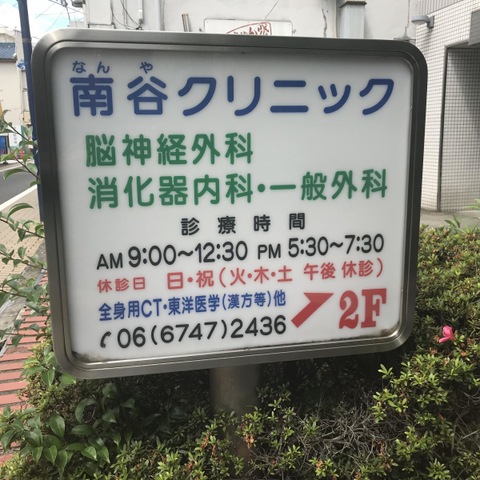 なんや
南谷クリニック
脳神経外科
消化器内科・一般外科
診療時間
AM 9:00～12:30 PM 5:30～7:30
休診日 日・祝(火・木・土 午後 休診)
全身用CT・東洋医学(漢方等)他
06(6747)2436
2F